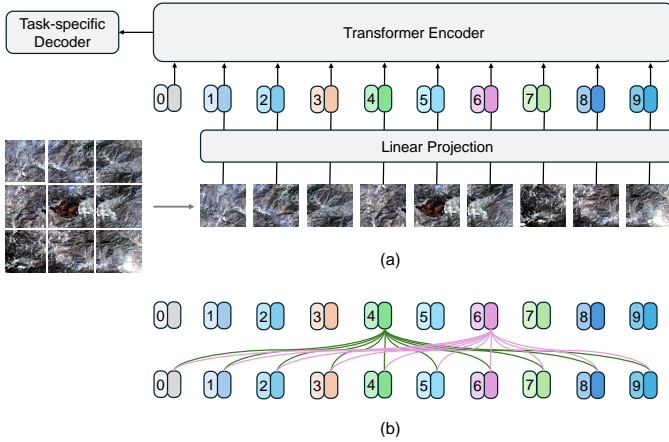 Task-specific
Decoder
Transformer Encoder
0 1 2 3 4 5 6 7 8 9
Linear Projection
(a)
0 1 2 3 4 5 6 7 8 9
0 1 2 3 4 5 6 7 8 9
(b)